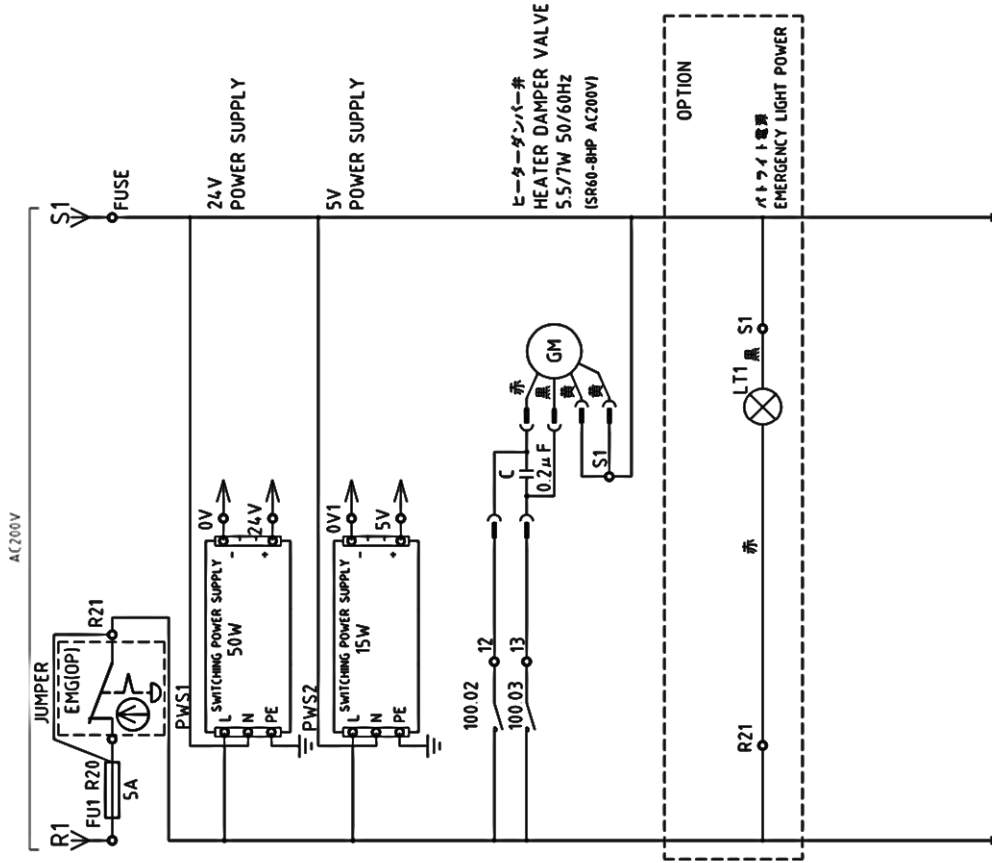 AC200V
R1
S1
JUMPER
EMG(OP)
R21
FU1 R20
5A
FUSE
PWS1
SWITCHING POWER SUPPLY
50W
L
N
PE
-
+
0V
24V
24V
POWER SUPPLY
PWS2
SWITCHING POWER SUPPLY
15W
L
N
PE
-
+
0V1
5V
5V
POWER SUPPLY
100.02
12
100.03
13
C
0.2μF
赤
黒
黄
黄
GM
S1
ヒーターダンパー弁
HEATER DAMPER VALVE
5.5/7W 50/60Hz
(SR60-8HP AC200V)
OPTION
R21
赤
LT1
黒
S1
パトライト電源
EMERGENCY LIGHT POWER